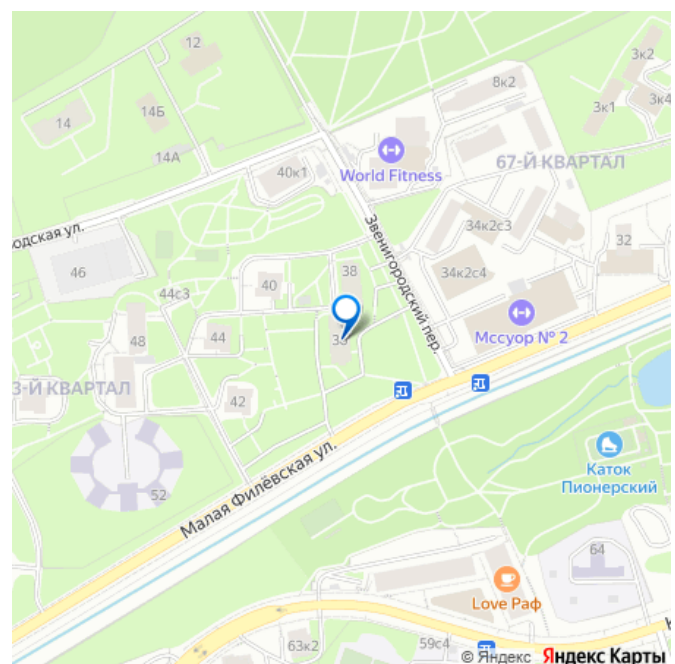 12
8к2
3к2
3к1
3к4
14
14Б
14А
40к1
World Fitness
67-Й КВАРТАЛ
Звенигородский пер.
одская ул.
46
44с3
40
38
34к2с3
32
34к2с4
Мссуор № 2
48
44
3-Й КВАРТАЛ
42
Малая Филёвская ул.
52
Каток
Пионерский
64
Love Раф
63к2
59с4
© Яндекс Яндекс Карты